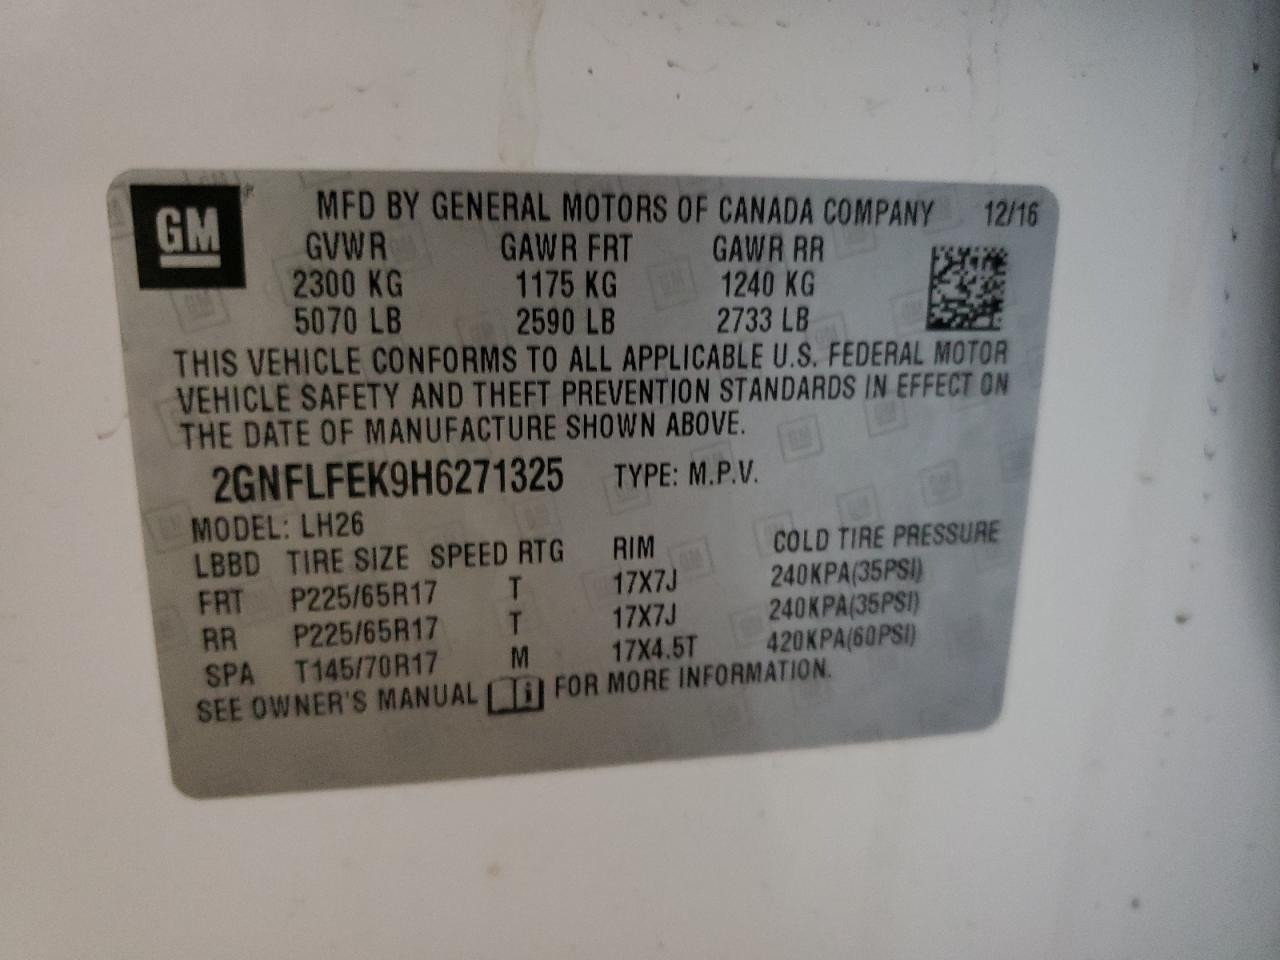 GM
MFD BY GENERAL MOTORS OF CANADA COMPANY 12/16
GVWR GAWR FRT GAWR RR
2300 KG 1175 KG 1240 KG
5070 LB 2590 LB 2733 LB
THIS VEHICLE CONFORMS TO ALL APPLICABLE U.S. FEDERAL MOTOR
VEHICLE SAFETY AND THEFT PREVENTION STANDARDS IN EFFECT ON
THE DATE OF MANUFACTURE SHOWN ABOVE.
2GNFLFEK9H6271325 TYPE: M.P.V.
MODEL: LH26
LBBD TIRE SIZE SPEED RTG RIM COLD TIRE PRESSURE
FRT P225/65R17 T 17X7J 240KPA(35PSI)
RR P225/65R17 T 17X7J 240KPA(35PSI)
SPA T145/70R17 M 17X4.5T 420KPA(60PSI)
SEE OWNER'S MANUAL i FOR MORE INFORMATION.